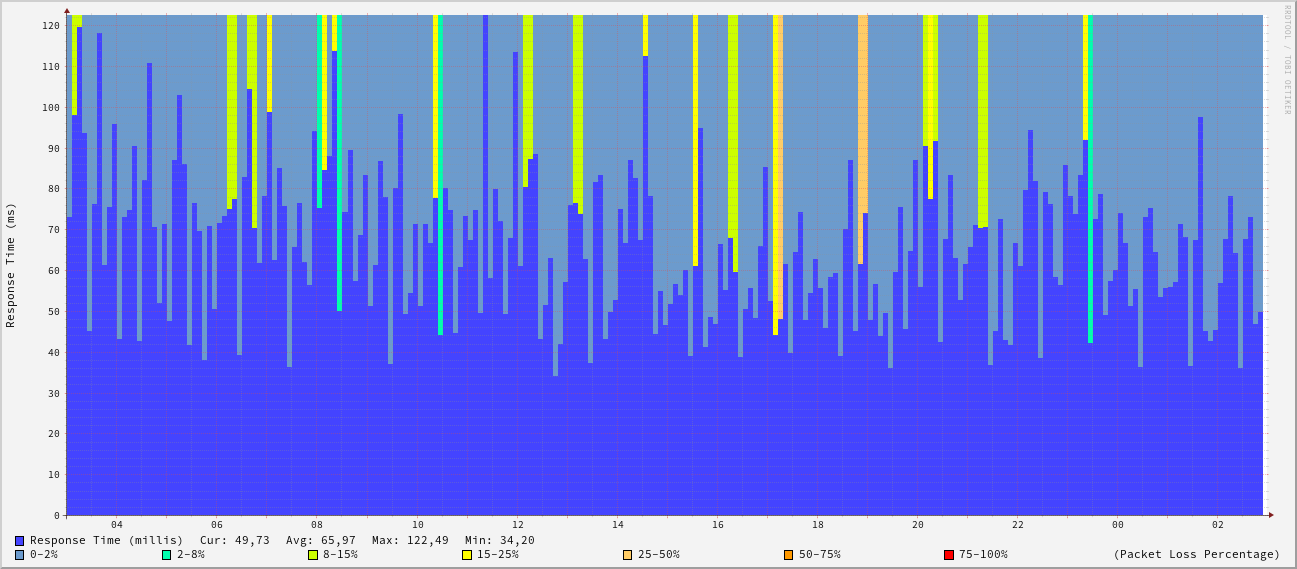 RRDTOOL / TOBI OETIKER
Response Time (ms)
120
110
100
90
80
70
60
50
40
30
20
10
0
04 06 08 10 12 14 16 18 20 22 00 02
Response Time (millis) Cur: 49,73 Avg: 65,97 Max: 122,49 Min: 34,20
0-2% 2-8% 8-15% 15-25% 25-50% 50-75% 75-100% (Packet Loss Percentage)